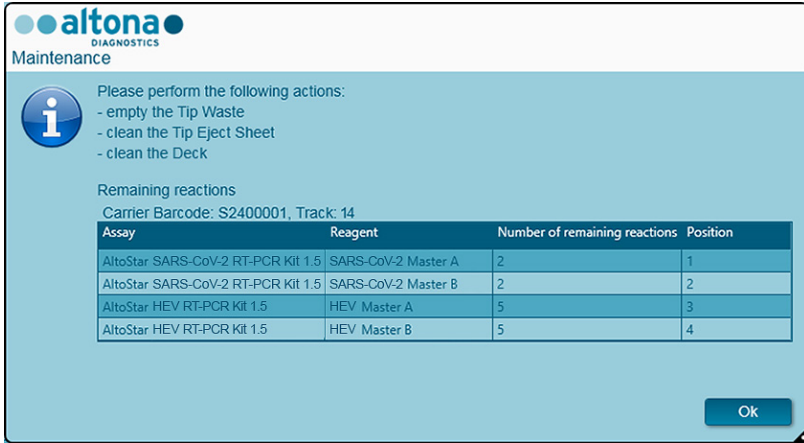 altona
DIAGNOSTICS
Maintenance
Please perform the following actions:
- empty the Tip Waste
- clean the Tip Eject Sheet
- clean the Deck
Remaining reactions
Carrier Barcode: S2400001, Track: 14
Assay Reagent Number of remaining reactions Position
AltoStar SARS-CoV-2 RT-PCR Kit 1.5 SARS-CoV-2 Master A 2 1
AltoStar SARS-CoV-2 RT-PCR Kit 1.5 SARS-CoV-2 Master B 2 2
AltoStar HEV RT-PCR Kit 1.5 HEV Master A 5 3
AltoStar HEV RT-PCR Kit 1.5 HEV Master B 5 4
Ok